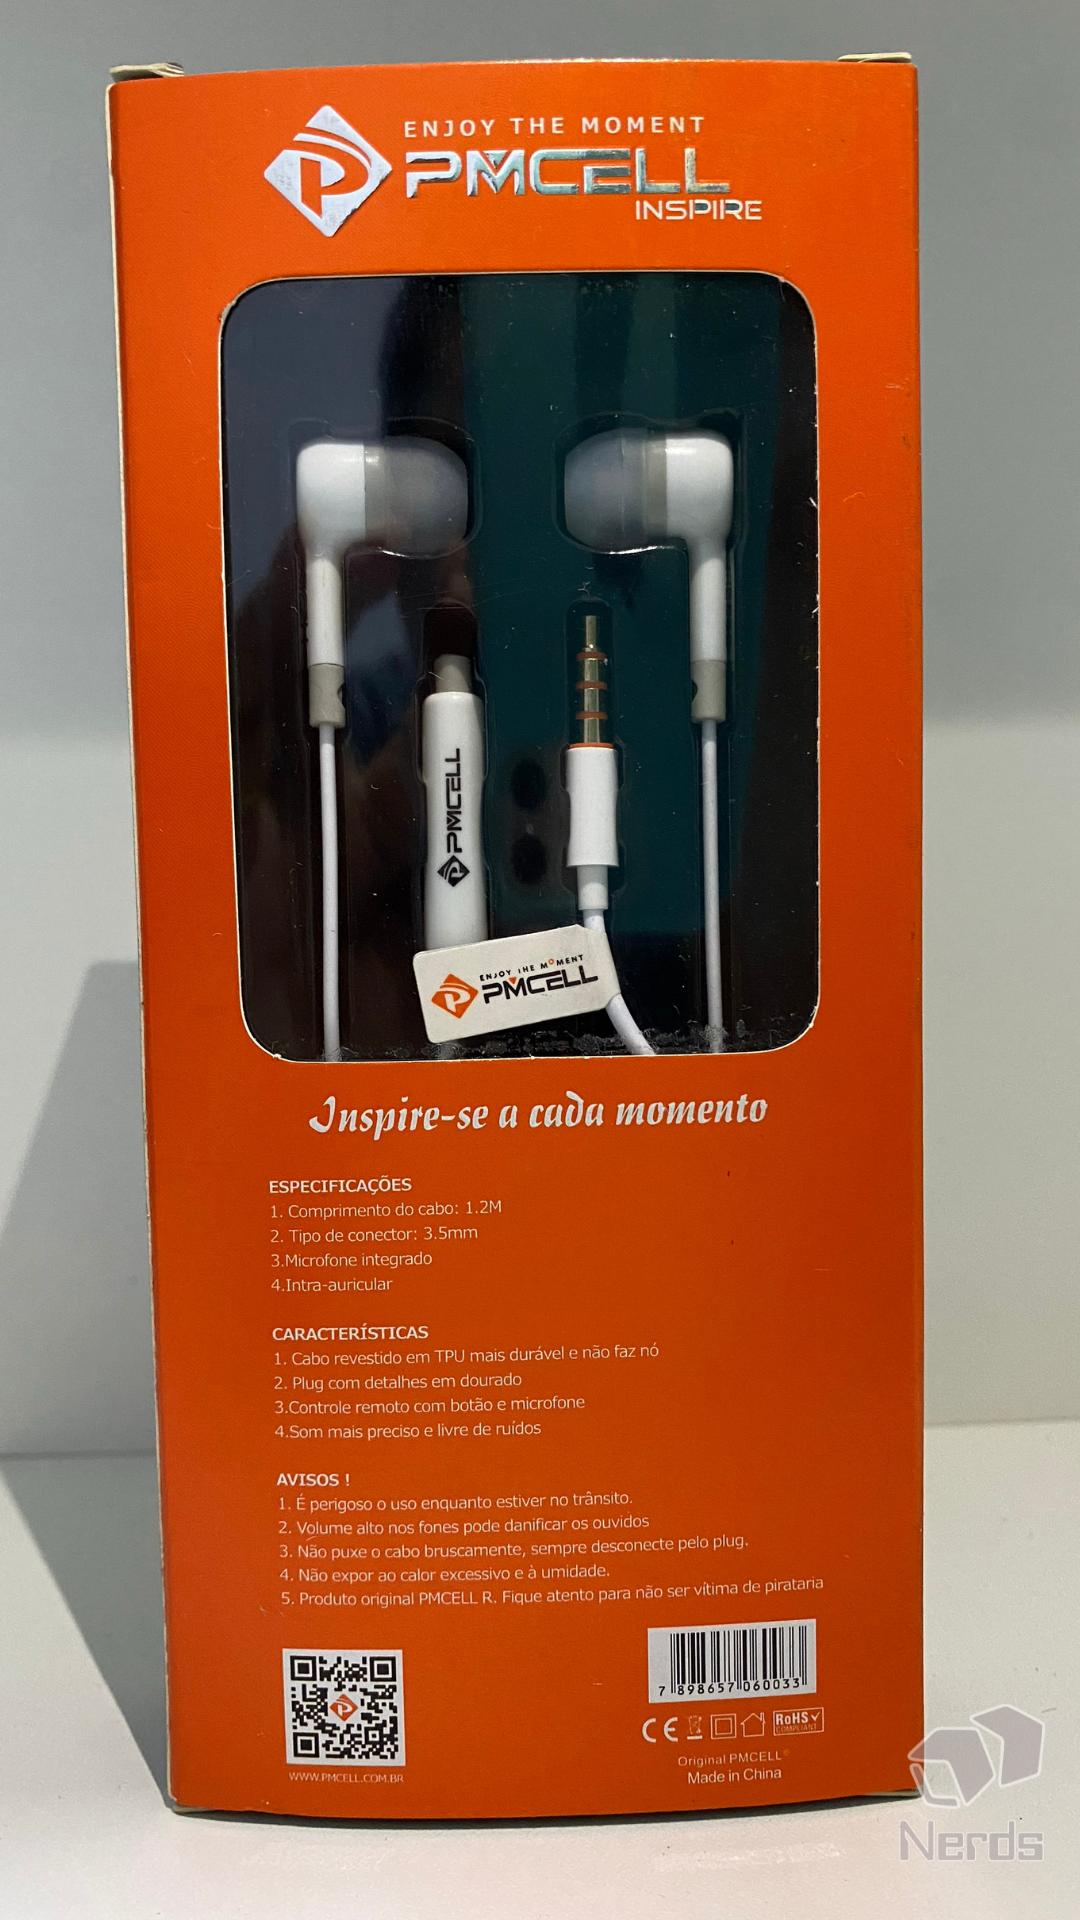 ENJOY THE MOMENT
PMCELL
INSPIRE
PMCELL
ENJOY THE MOMENT
PMCELL
Inspire-se a cada momento
ESPECIFICAÇÕES
1. Comprimento do cabo: 1.2M
2. Tipo de conector: 3.5mm
3.Microfone integrado
4.Intra-auricular
CARACTERÍSTICAS
1. Cabo revestido em TPU mais durável e não faz nó
2. Plug com detalhes em dourado
3.Controle remoto com botão e microfone
4.Som mais preciso e livre de ruídos
AVISOS !
1. É perigoso o uso enquanto estiver no trânsito.
2. Volume alto nos fones pode danificar os ouvidos
3. Não puxe o cabo bruscamente, sempre desconecte pelo plug.
4. Não expor ao calor excessivo e à umidade.
5. Produto original PMCELL R. Fique atento para não ser vítima de pirataria
7 898657 060033
CE RoHS
COMPLIANT
WWW.PMCELL.COM.BR
Original PMCELL®
Made in China
Nerds